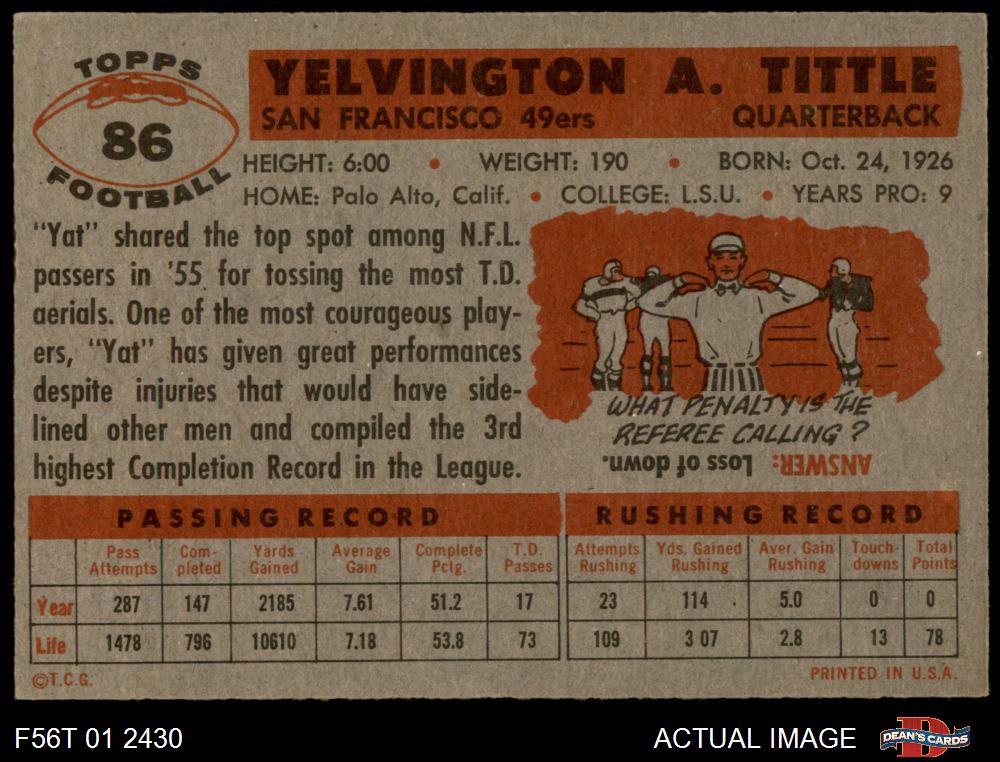 TOPPS
86
FOOTBALL
YELVINGTON A. TITTLE
SAN FRANCISCO 49ers QUARTERBACK
HEIGHT: 6:00 • WEIGHT: 190 • BORN: Oct. 24, 1926
HOME: Palo Alto, Calif. • COLLEGE: L.S.U. • YEARS PRO: 9
"Yat" shared the top spot among N.F.L.
passers in '55 for tossing the most T.D.
aerials. One of the most courageous play-
ers, "Yat" has given great performances
despite injuries that would have side-
lined other men and compiled the 3rd
highest Completion Record in the League.
WHAT PENALTY IS THE
REFEREE CALLING?
ANSWER: Loss of down.
PASSING RECORD
Pass Com- Yards Average Complete T.D.
Attempts pleted Gained Gain Pctg. Passes
Year 287 147 2185 7.61 51.2 17
Life 1478 796 10610 7.18 53.8 73
RUSHING RECORD
Attempts Yds. Gained Aver. Gain Touch- Total
Rushing Rushing Rushing downs Points
23 114 5.0 0 0
109 3 07 2.8 13 78
©T.C.G. PRINTED IN U.S.A.
F56T 01 2430 ACTUAL IMAGE D DEAN'S CARDS